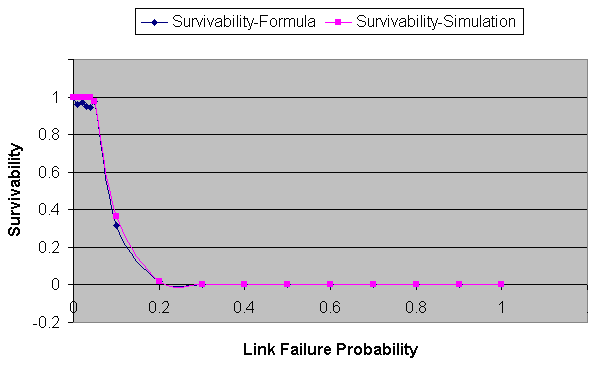 Survivability-Formula Survivability-Simulation
1
0.8
0.6
0.4
0.2
0
-0.2
0 0.2 0.4 0.6 0.8 1
Survivability
Link Failure Probability